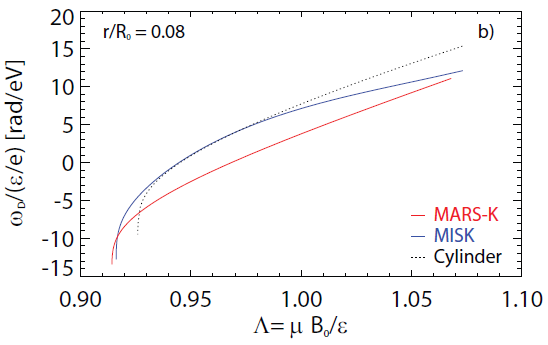 20
15
10
5
0
-5
-10
-15
ω_D/(ε/e) [rad/eV]
r/R₀ = 0.08
b)
MARS-K
MISK
Cylinder
0.90 0.95 1.00 1.05 1.10
Λ= μ B₀/ε